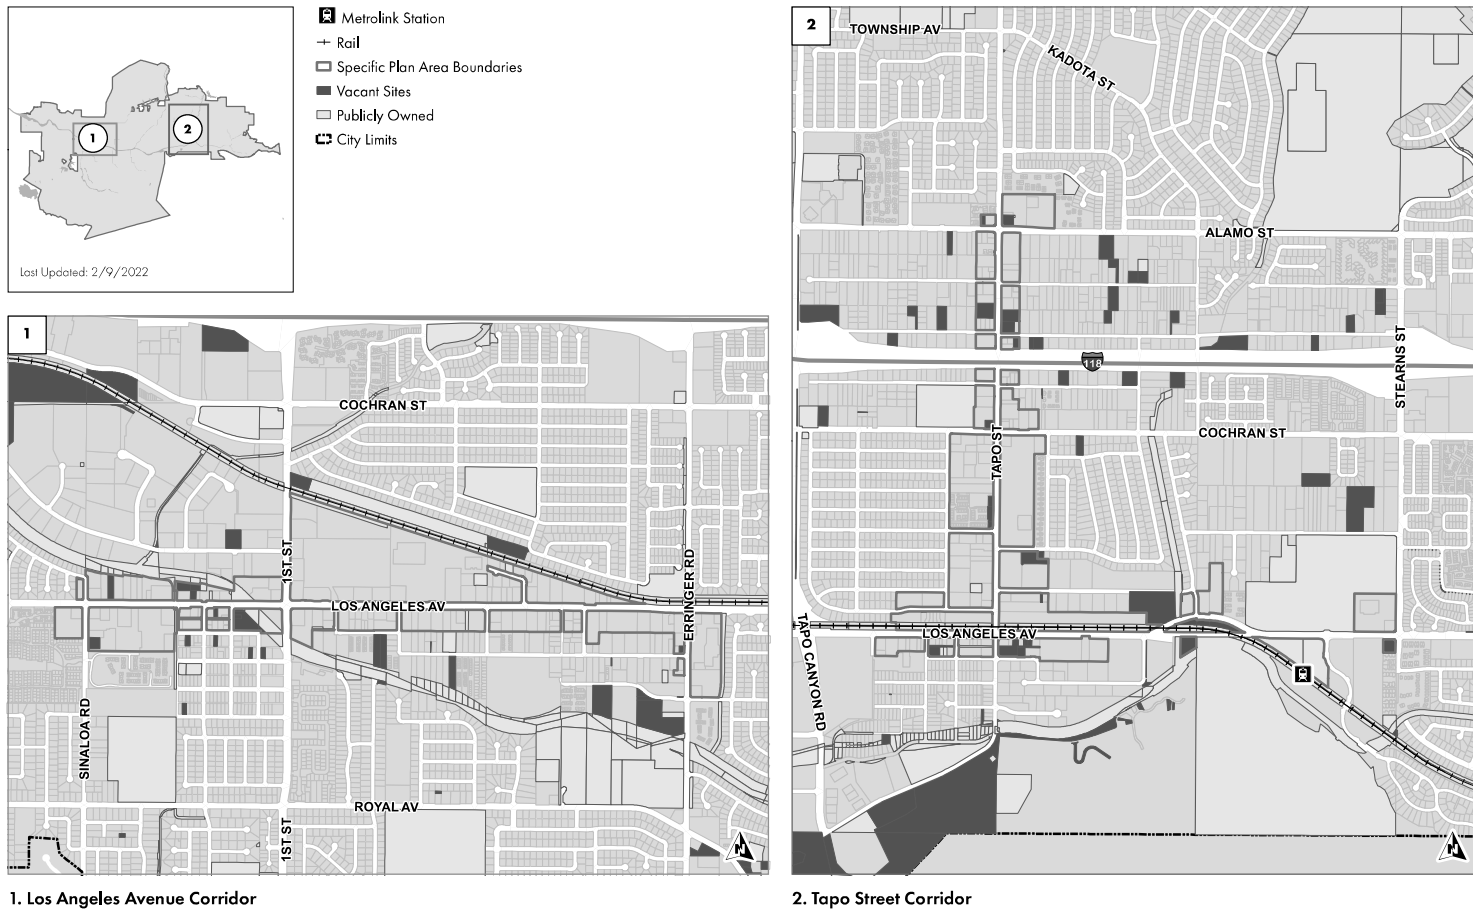 1
2
Last Updated: 2/9/2022
Metrolink Station
Rail
Specific Plan Area Boundaries
Vacant Sites
Publicly Owned
City Limits
1
COCHRAN ST
1ST ST
LOS ANGELES AV
ERRINGER RD
SINALOA RD
ROYAL AV
1ST ST
N
1. Los Angeles Avenue Corridor
2
TOWNSHIP AV
KADOTA ST
ALAMO ST
STEARNS ST
118
COCHRAN ST
TAPO ST
LOS ANGELES AV
TAPO CANYON RD
N
2. Tapo Street Corridor